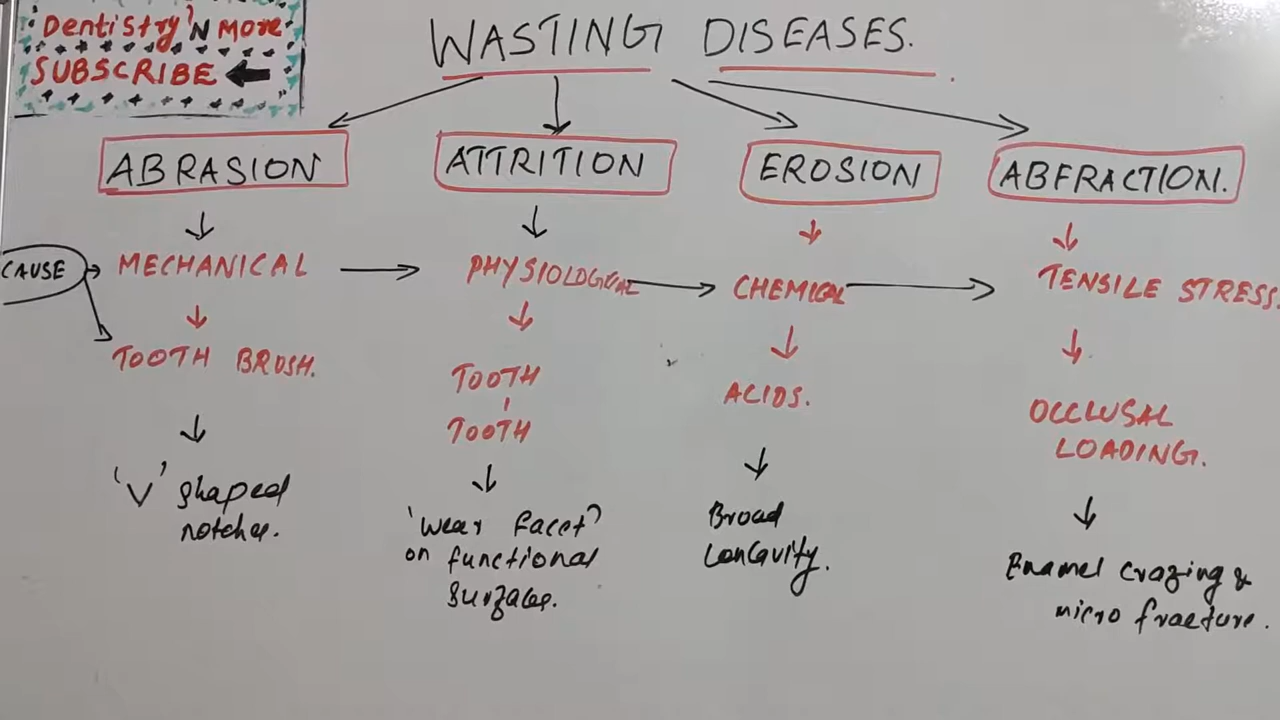 Dentistry'N More
SUBSCRIBE
WASTING DISEASES.
ABRASION
ATTRITION
EROSION
ABFRACTION.
CAUSE
MECHANICAL
PHYSIOLOGICAL
CHEMICAL
TENSILE STRESS.
TOOTH BRUSH.
TOOTH
TOOTH
ACIDS.
OCCLUSAL
LOADING.
'V' shaped
notches.
'Wear Facet'
on functional
surfaces.
Broad
Concavity.
Enamel crazing &
micro fracture.